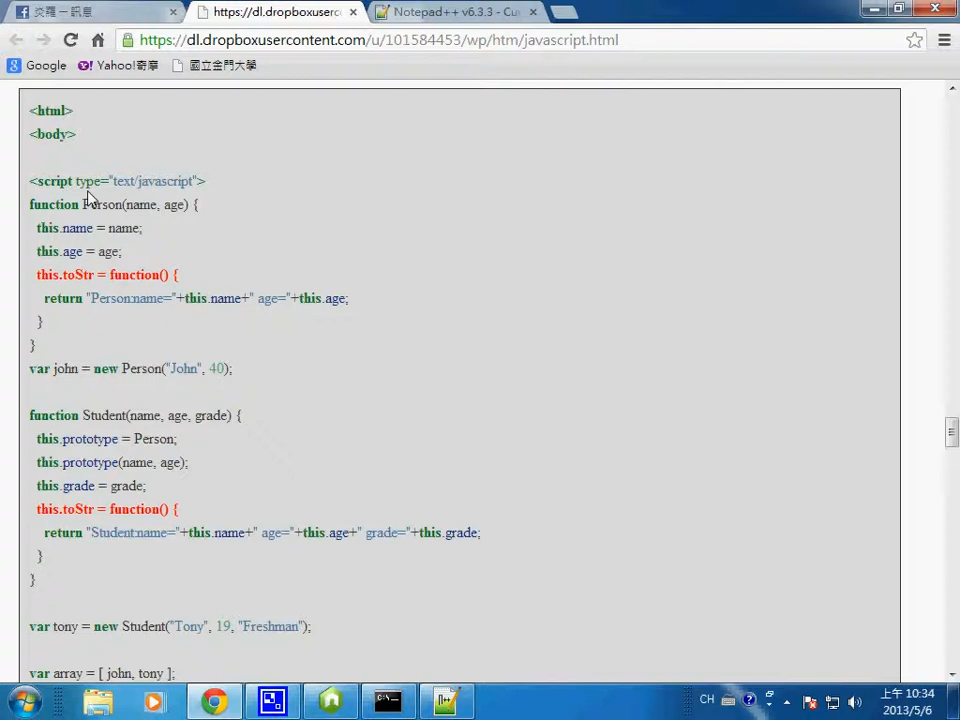 炎羅 一 訊息
https://dl.dropboxuserc
Notepad++ v6.3.3 - Cu
https://dl.dropboxusercontent.com/u/101584453/wp/htm/javascript.html
Google
Yahoo!奇摩
國立金門大學
<html>
<body>
<script type="text/javascript">
function Person(name, age) {
this.name = name;
this.age = age;
this.toStr = function() {
return "Person:name="+this.name+" age="+this.age;
}
}
var john = new Person("John", 40);
function Student(name, age, grade) {
this.prototype = Person;
this.prototype(name, age);
this.grade = grade;
this.toStr = function() {
return "Student:name="+this.name+" age="+this.age+" grade="+this.grade;
}
}
var tony = new Student("Tony", 19, "Freshman");
var array = [ john, tony ];
CH
上午 10:34
2013/5/6